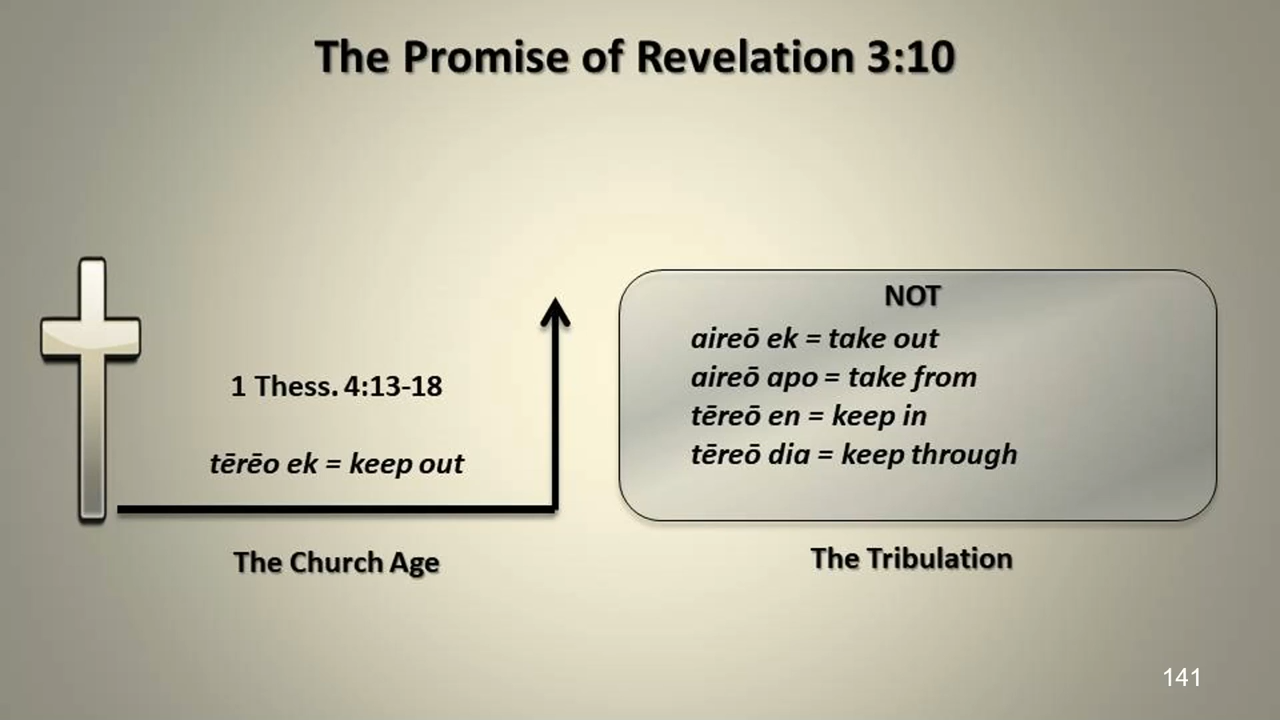 The Promise of Revelation 3:10
1 Thess. 4:13-18
tērēo ek = keep out
The Church Age
NOT
aireō ek = take out
aireō apo = take from
tēreō en = keep in
tēreō dia = keep through
The Tribulation
141